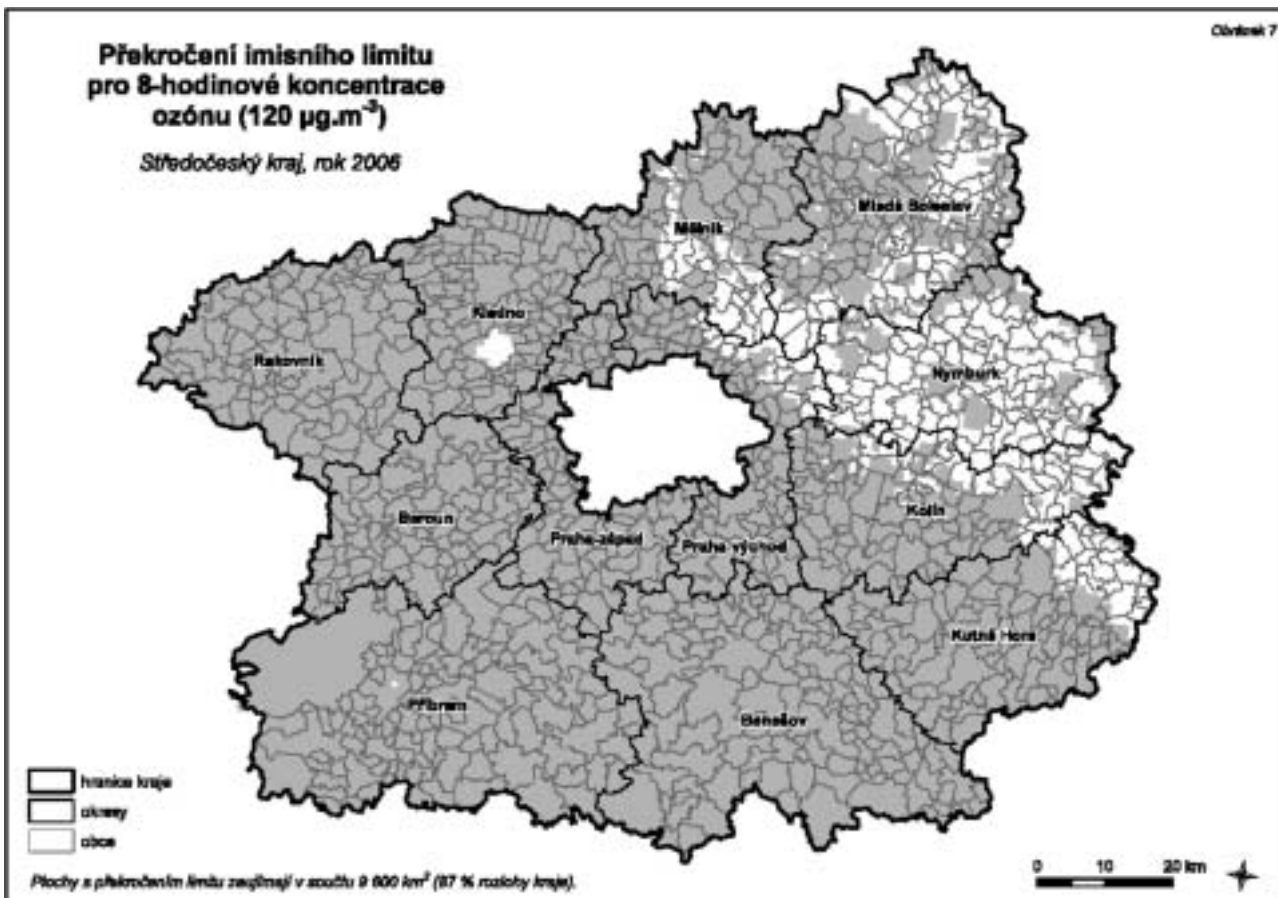 Obrázek 7
Překročení imisního limitu
pro 8-hodinové koncentrace
ozónu (120 µg.m⁻³)
Středočeský kraj, rok 2006
Mladá Boleslav
Mělník
Kladno
Rakovník
Nymburk
Beroun
Kolín
Praha-západ
Praha-východ
Kutná Hora
Příbram
Benešov
hranice kraje
okresy
obce
0 10 20 km
Plochy s překročením limitu zaujímají v součtu 9 600 km² (87 % rozlohy kraje).